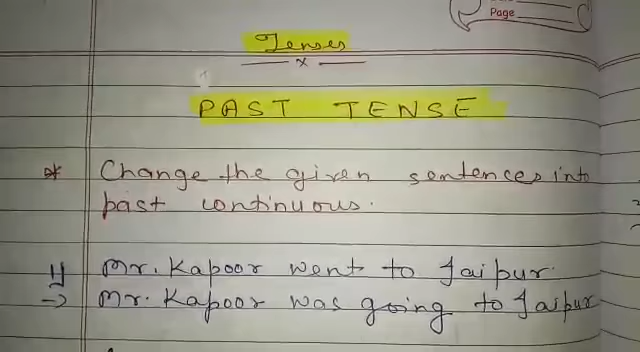 Page
Tenses
x
PAST TENSE
* Change the given sentences into
past continuous.
1) Mr. Kapoor went to Jaipur.
→ Mr. Kapoor was going to Jaipur